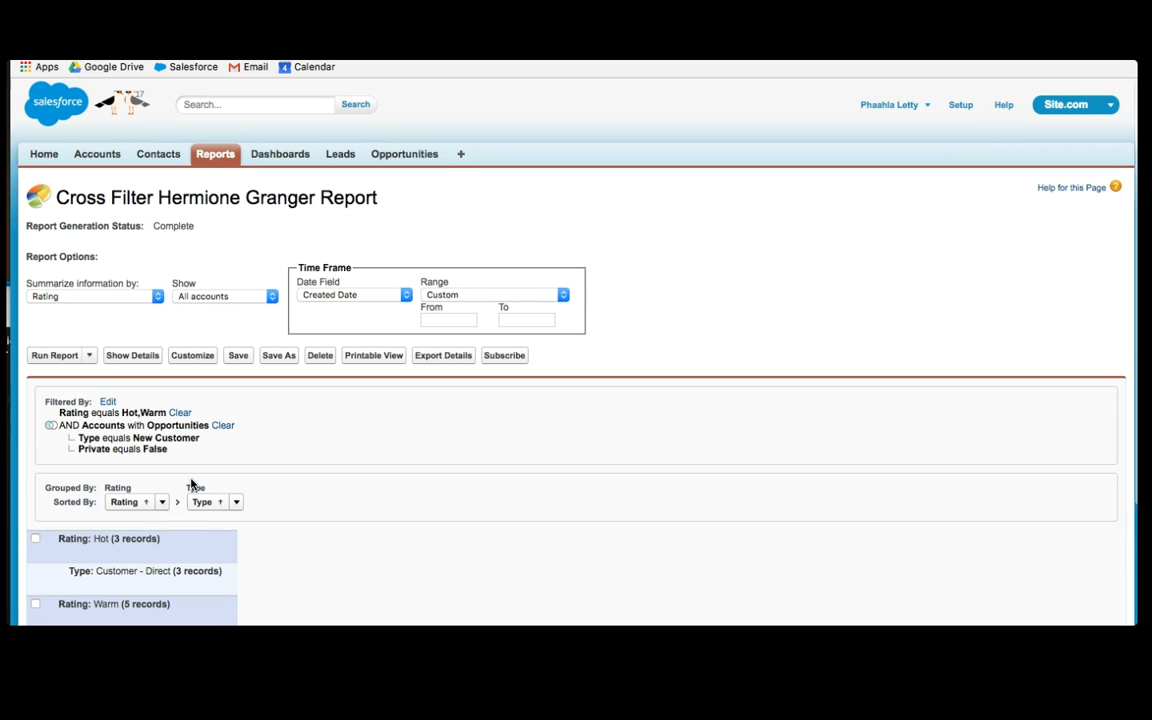 Apps Google Drive Salesforce Email 4 Calendar
salesforce '17 Search... Search Phaahla Letty Setup Help Site.com
Home Accounts Contacts Reports Dashboards Leads Opportunities +
Cross Filter Hermione Granger Report Help for this Page ?
Report Generation Status: Complete
Report Options:
Time Frame
Summarize information by: Show Date Field Range
Rating All accounts Created Date Custom
From To
Run Report Show Details Customize Save Save As Delete Printable View Export Details Subscribe
Filtered By: Edit
Rating equals Hot,Warm Clear
AND Accounts with Opportunities Clear
Type equals New Customer
Private equals False
Grouped By: Rating Type
Sorted By: Rating ↑ > Type ↑
Rating: Hot (3 records)
Type: Customer - Direct (3 records)
Rating: Warm (5 records)